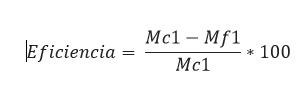 Eficiencia = (Mc1 − Mf1) / Mc1 * 100